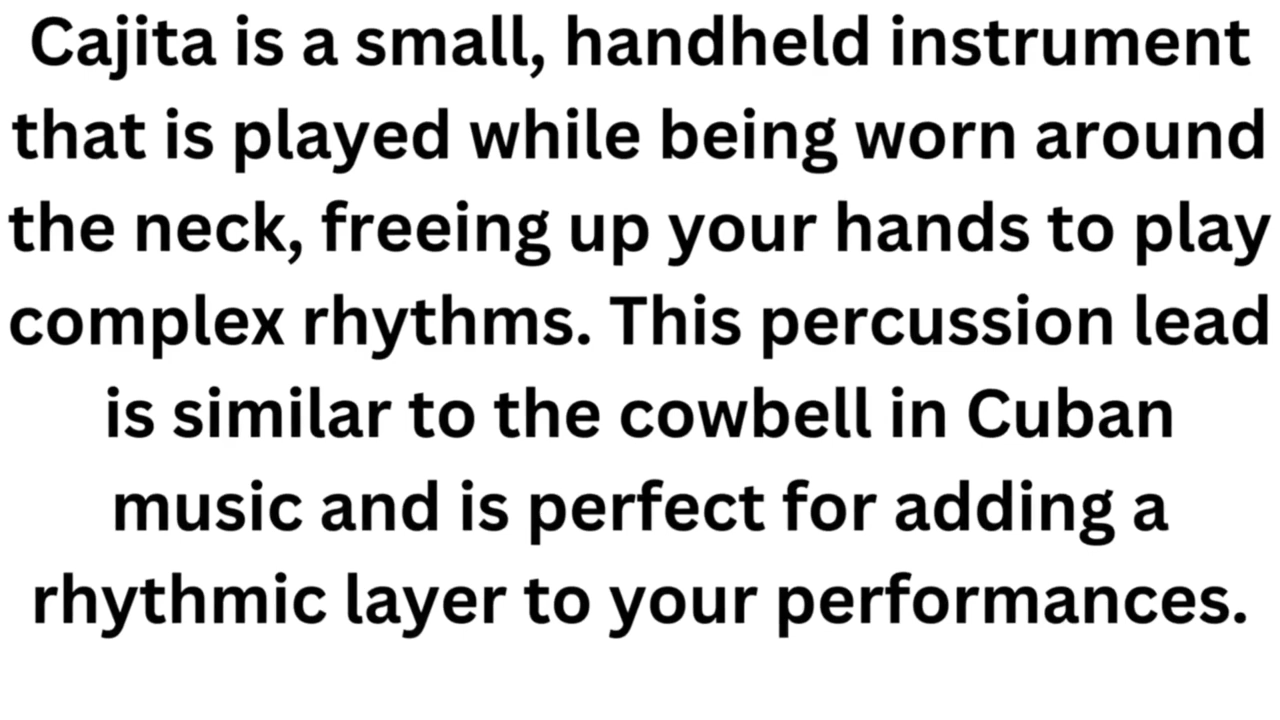 Cajita is a small, handheld instrument
that is played while being worn around
the neck, freeing up your hands to play
complex rhythms. This percussion lead
is similar to the cowbell in Cuban
music and is perfect for adding a
rhythmic layer to your performances.